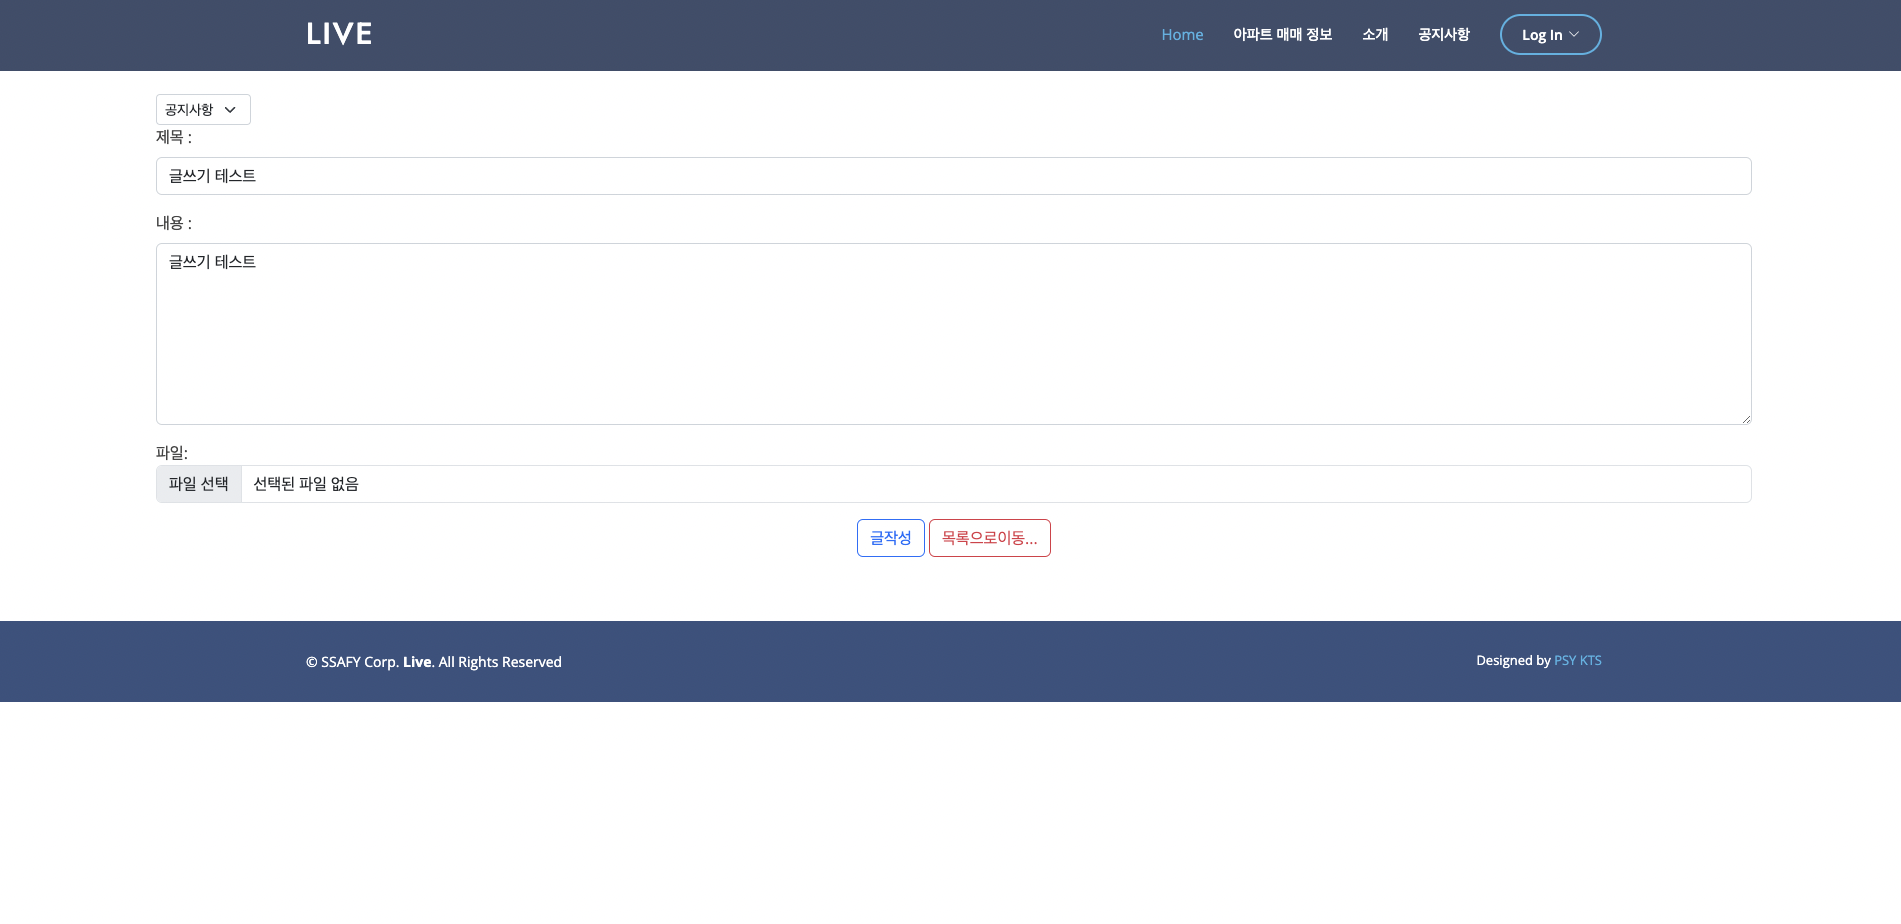 LIVE
Home 아파트 매매 정보 소개 공지사항 Log In
공지사항
제목 :
글쓰기 테스트
내용 :
글쓰기 테스트
파일:
파일 선택 선택된 파일 없음
글작성 목록으로이동...
© SSAFY Corp. Live. All Rights Reserved
Designed by PSY KTS